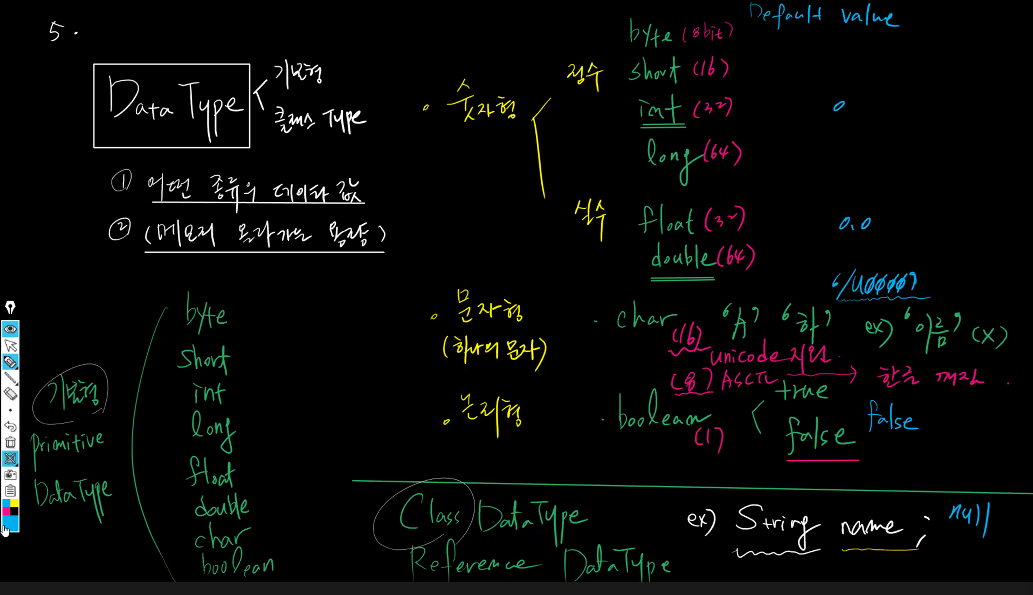 5.
Default value
Data Type
기본형
클래스 Type
① 어떤 종류의 데이타 값
② (메모리 올라가는 용량)
• 숫자형
정수
byte (8bit)
short (16)
int (32) 0
long (64)
실수
float (32) 0.0
double (64)
'\u0000'
• 문자형
(하나의 문자)
· char 'A' '하' ex) '이름' (X)
(16) unicode 지원.
(8) ASCII → 한글 깨짐.
• 논리형
· boolean true
(1) false false
기본형
primitive
DataType
byte
short
int
long
float
double
char
boolean
Class DataType
Reference DataType
ex) String name ; null